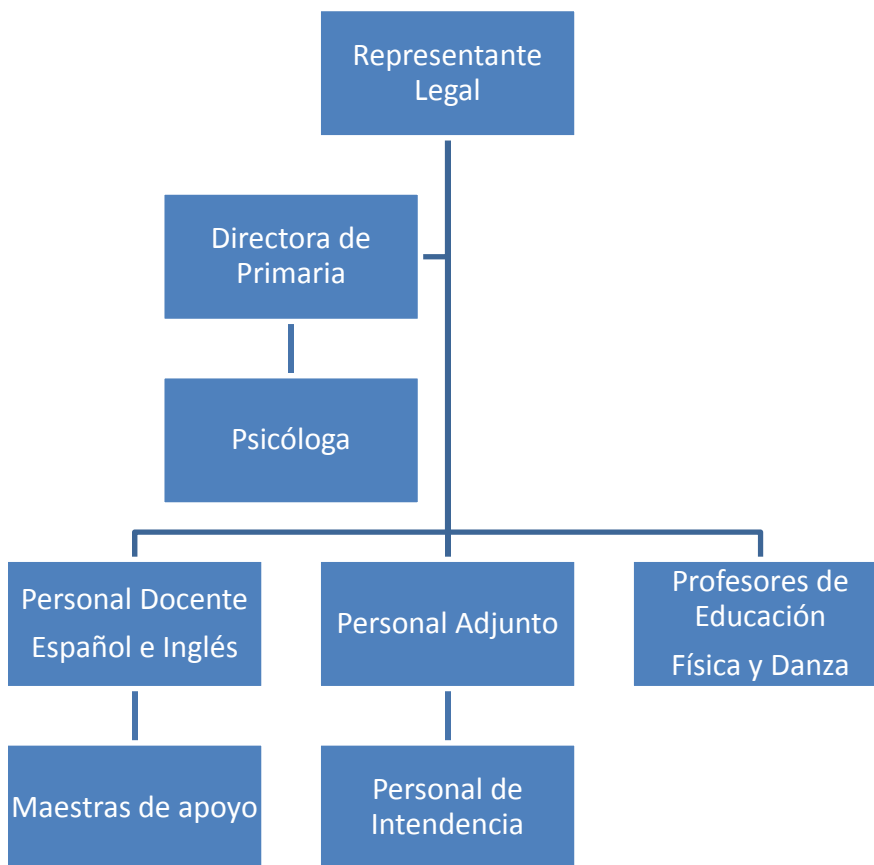 Representante
Legal
Directora de
Primaria
Psicóloga
Personal Docente
Español e Inglés
Personal Adjunto
Profesores de
Educación
Física y Danza
Maestras de apoyo
Personal de
Intendencia